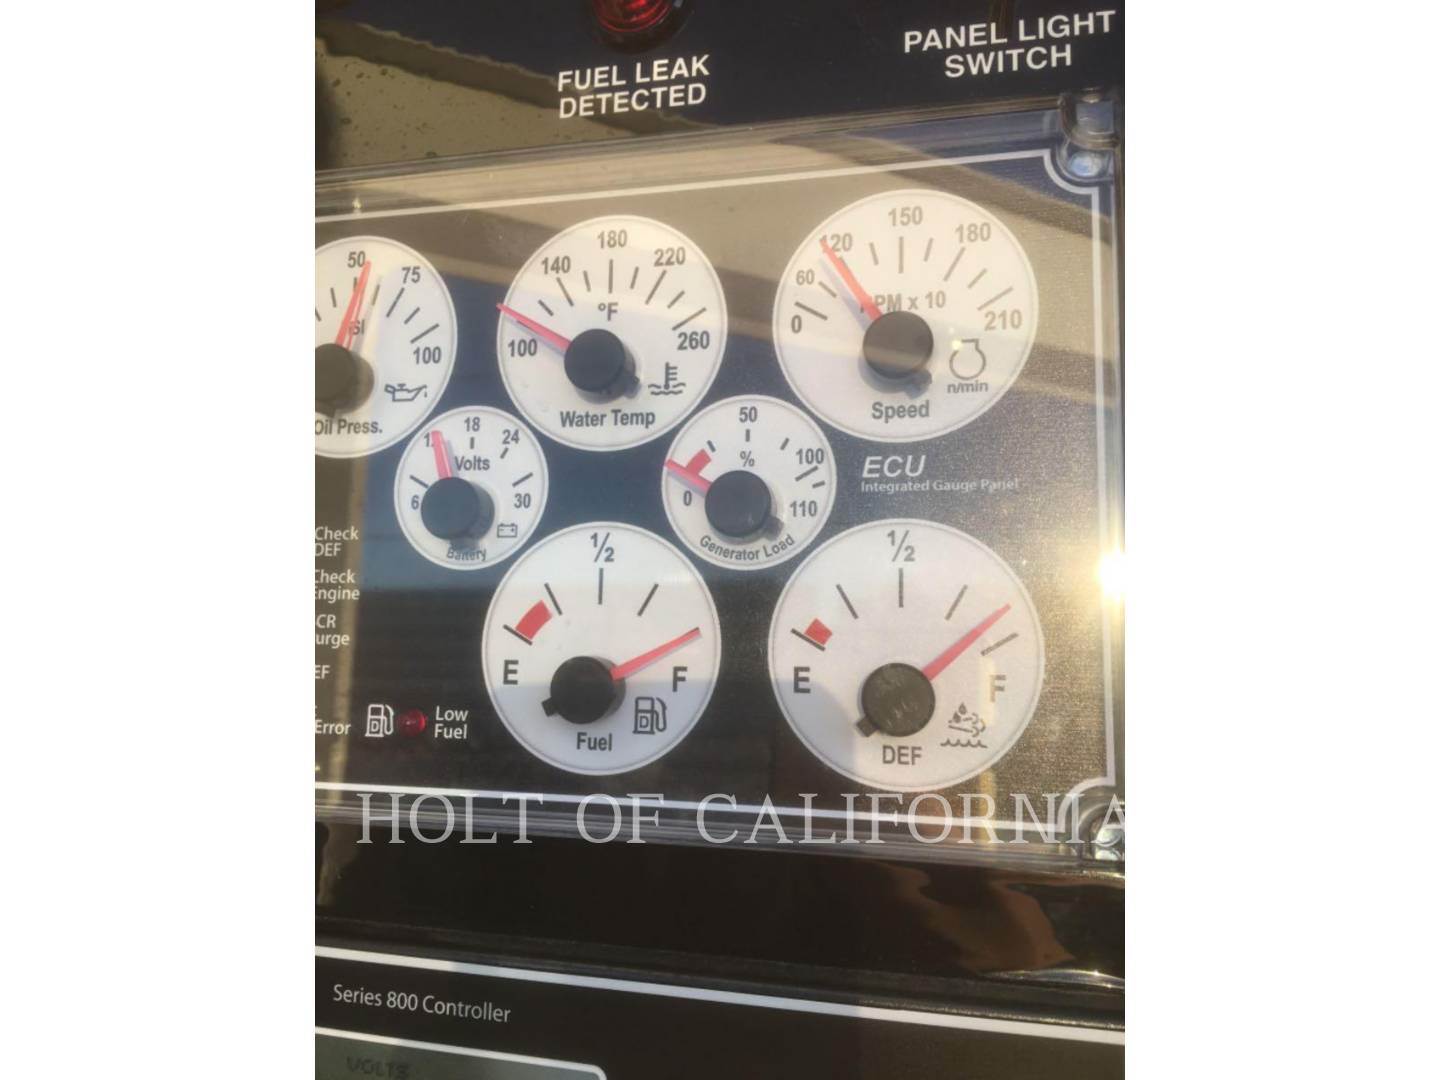 FUEL LEAK
DETECTED
PANEL LIGHT
SWITCH
50
75
100
Oil Press.
100
140
180
220
260
°F
Water Temp
0
60
120
150
180
210
RPM x 10
n/min
Speed
6
18
24
30
Volts
Battery
0
50
100
110
%
Generator Load
ECU
Integrated Gauge Panel
Check
DEF
Check
Engine
Error
Low
Fuel
E
1/2
F
D
Fuel
E
1/2
F
DEF
HOLT OF CALIFORNIA
Series 800 Controller
VOLTS